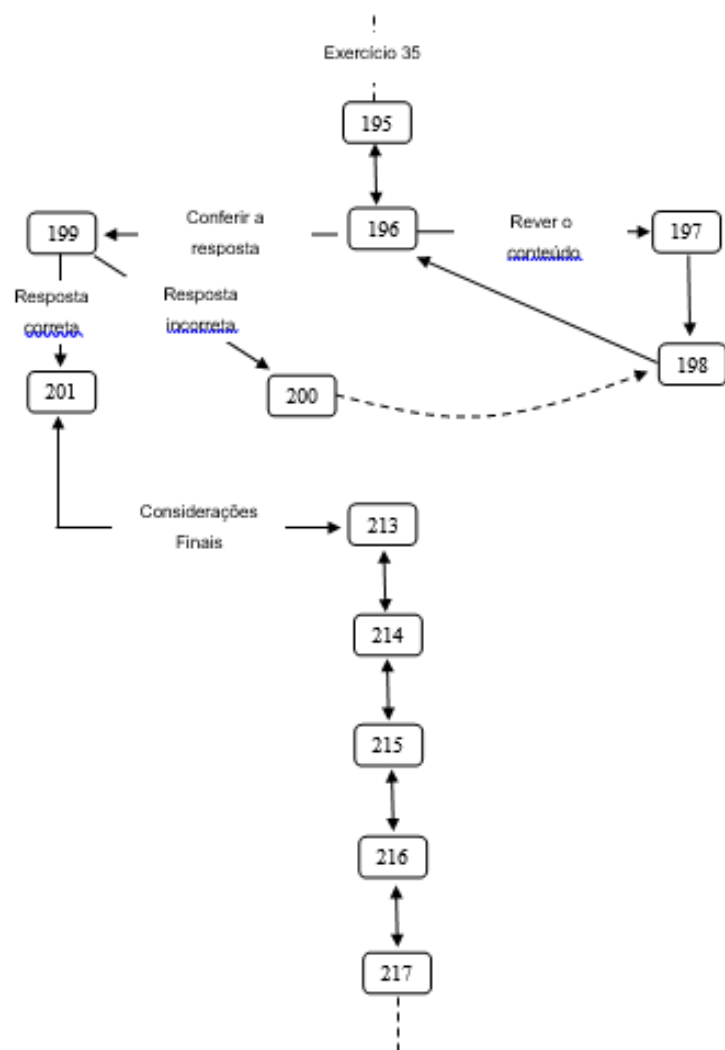 Exercício 35
195
Conferir a
resposta
Rever o
conteúdo
199
196
197
Resposta
correta
Resposta
incorreta
198
201
200
Considerações
Finais
213
214
215
216
217